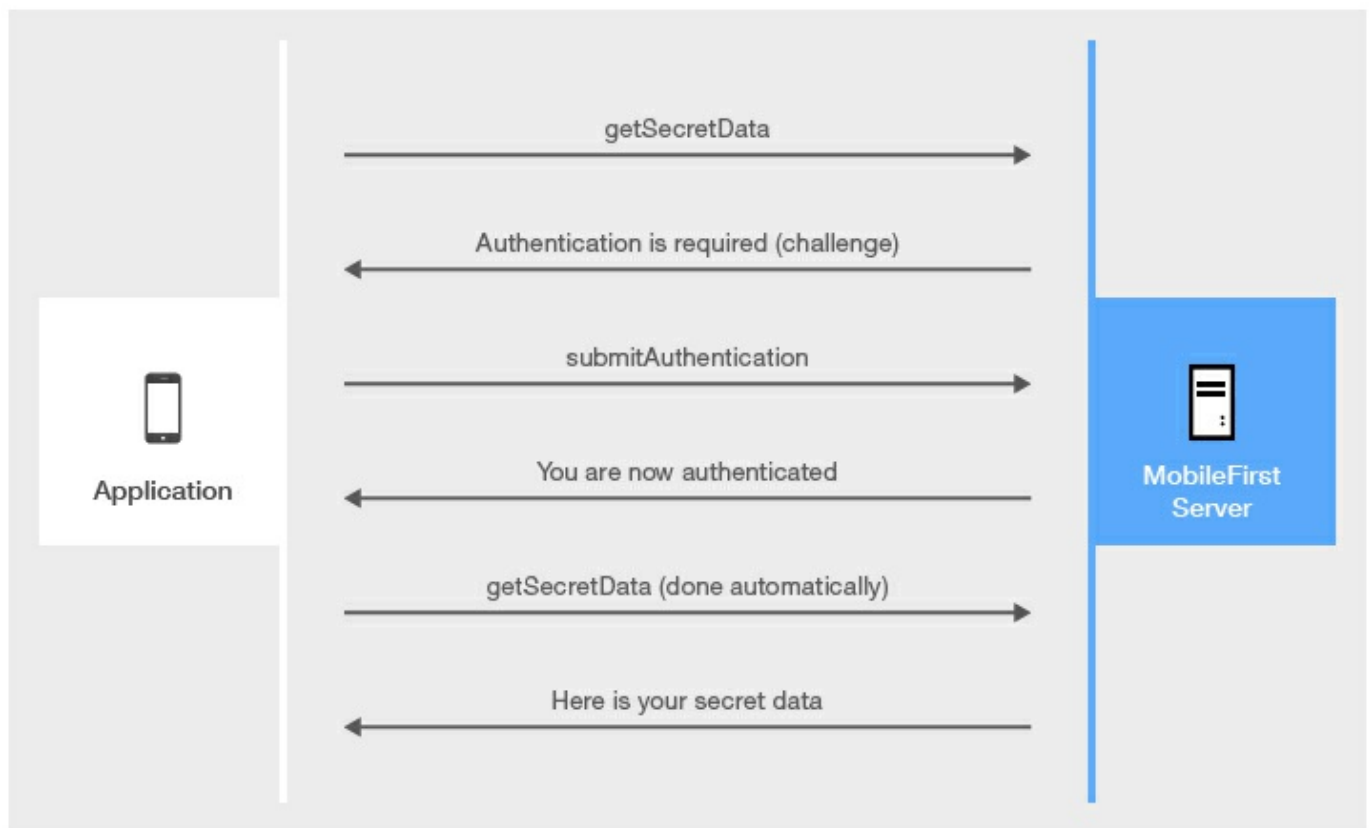 getSecretData
Authentication is required (challenge)
submitAuthentication
You are now authenticated
getSecretData (done automatically)
Here is your secret data
Application
MobileFirst
Server